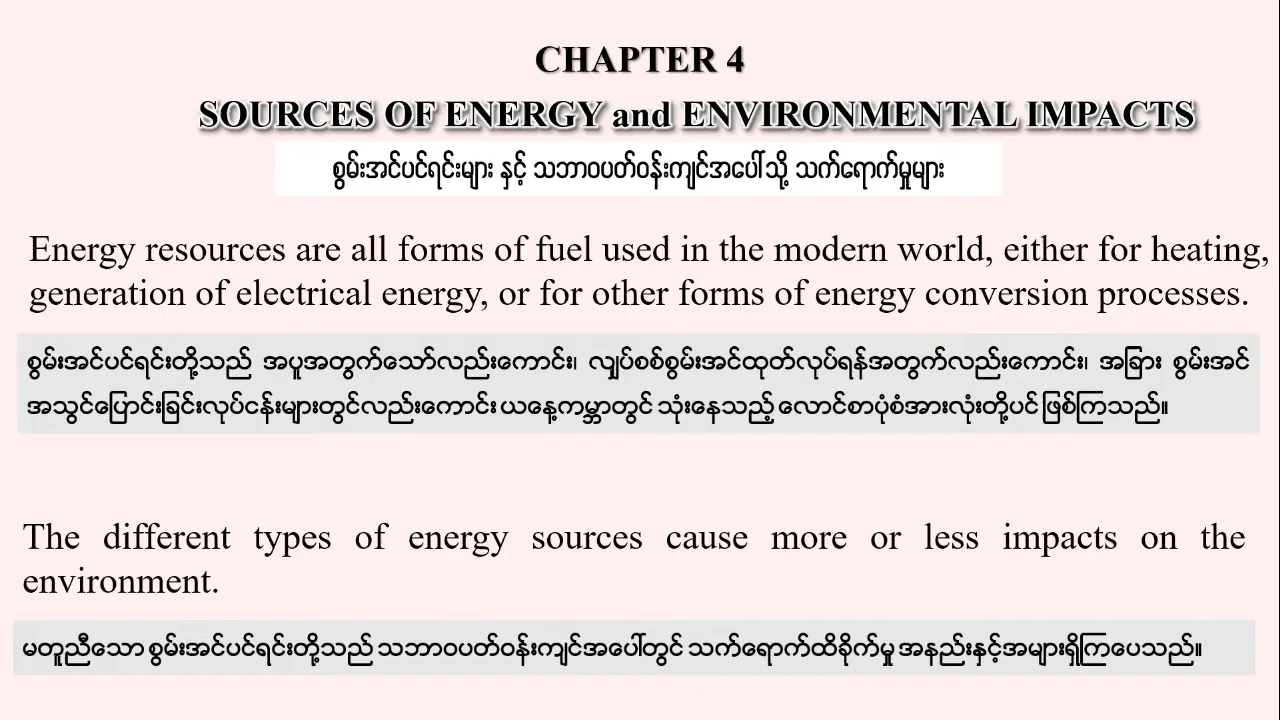 CHAPTER 4
SOURCES OF ENERGY and ENVIRONMENTAL IMPACTS
စွမ်းအင်ပင်ရင်းများ နှင့် သဘာဝပတ်ဝန်းကျင်အပေါ်သို့ သက်ရောက်မှုများ
Energy resources are all forms of fuel used in the modern world, either for heating,
generation of electrical energy, or for other forms of energy conversion processes.
စွမ်းအင်ပင်ရင်းတို့သည် အပူအတွက်သော်လည်းကောင်း၊ လျှပ်စစ်စွမ်းအင်ထုတ်လုပ်ရန်အတွက်လည်းကောင်း၊ အခြား စွမ်းအင်
အသွင်ပြောင်းခြင်းလုပ်ငန်းများတွင်လည်းကောင်း ယနေ့ကမ္ဘာတွင် သုံးနေသည့် လောင်စာပုံစံအားလုံးတို့ပင် ဖြစ်ကြသည်။
The different types of energy sources cause more or less impacts on the
environment.
မတူညီသော စွမ်းအင်ပင်ရင်းတို့သည် သဘာဝပတ်ဝန်းကျင်အပေါ်တွင် သက်ရောက်ထိခိုက်မှု အနည်းနှင့်အများရှိကြပေသည်။